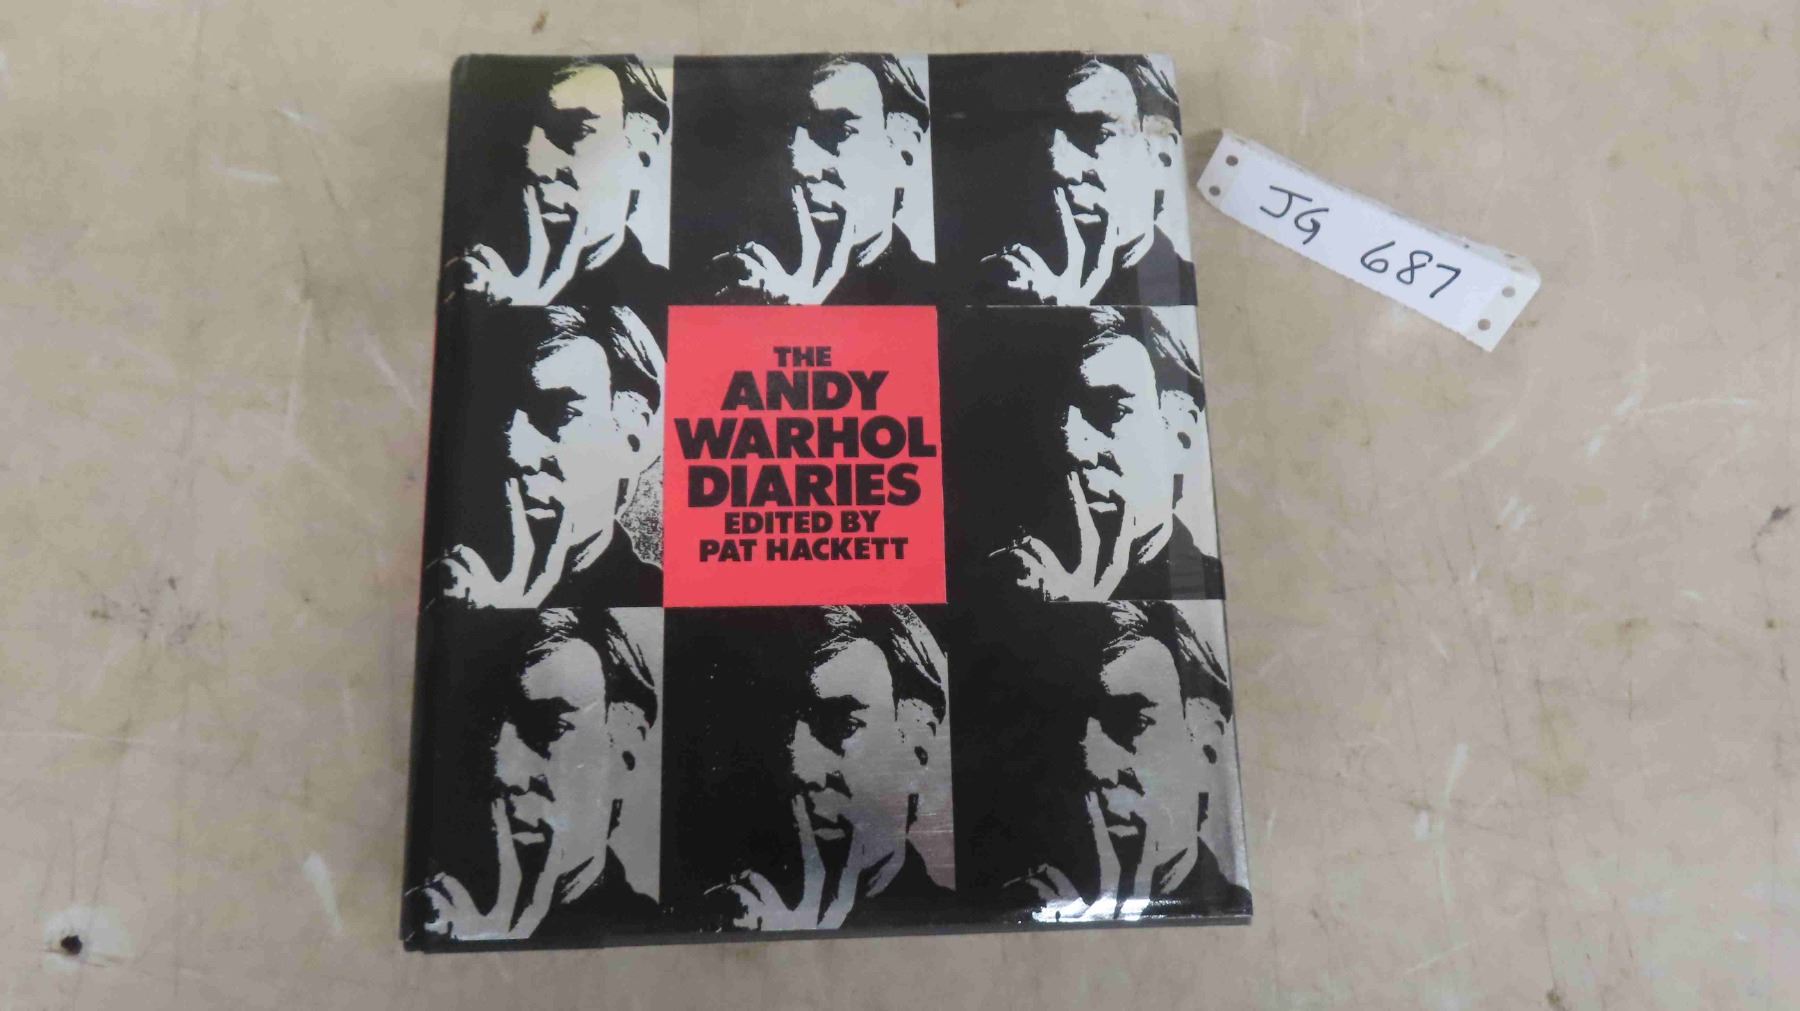 THE
ANDY
WARHOL
DIARIES
EDITED BY
PAT HACKETT
JG 687